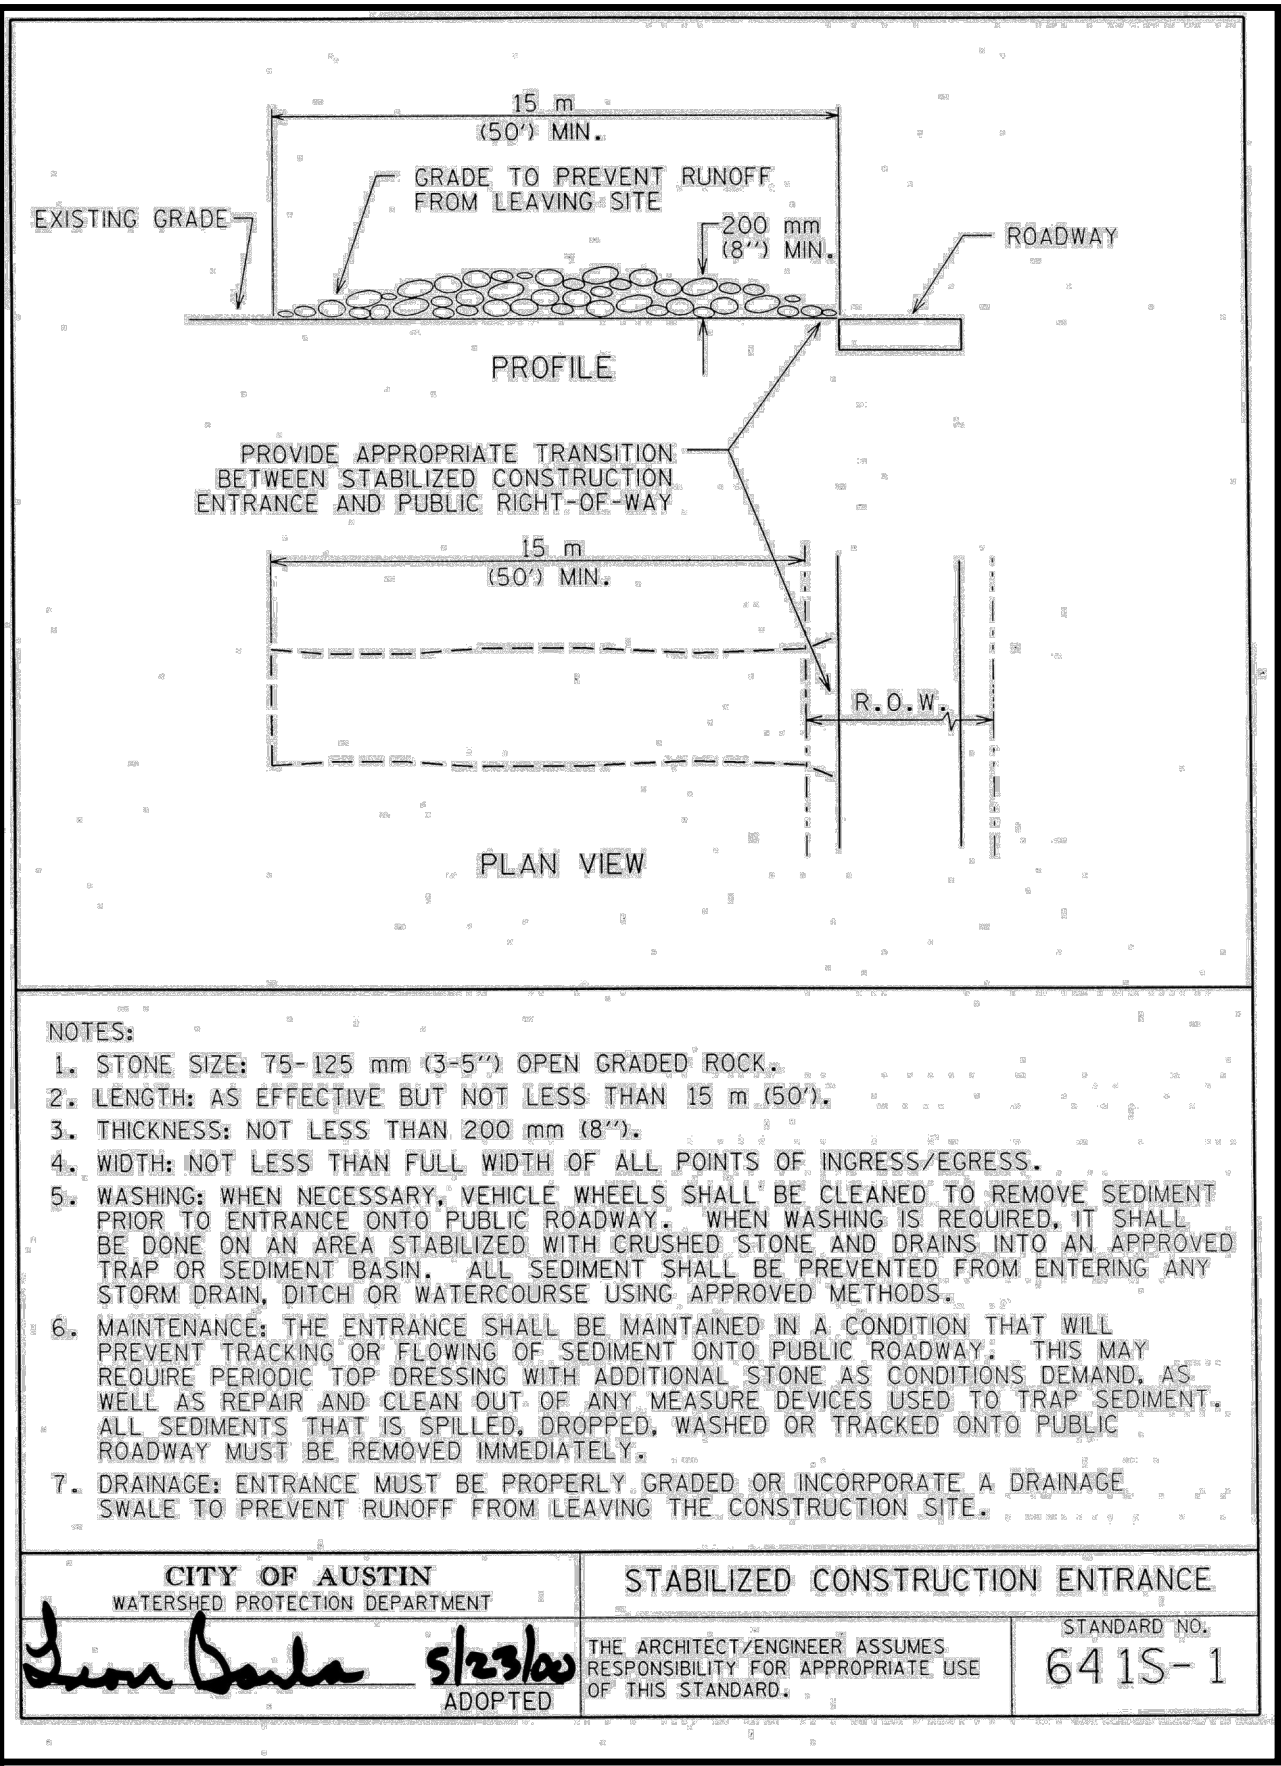 15 m
(50') MIN.
GRADE TO PREVENT RUNOFF
FROM LEAVING SITE
EXISTING GRADE
200 mm
(8'') MIN.
ROADWAY
PROFILE
PROVIDE APPROPRIATE TRANSITION
BETWEEN STABILIZED CONSTRUCTION
ENTRANCE AND PUBLIC RIGHT-OF-WAY
15 m
(50') MIN.
R.O.W.
PLAN VIEW
NOTES:
1. STONE SIZE: 75-125 mm (3-5'') OPEN GRADED ROCK.
2. LENGTH: AS EFFECTIVE BUT NOT LESS THAN 15 m (50').
3. THICKNESS: NOT LESS THAN 200 mm (8'').
4. WIDTH: NOT LESS THAN FULL WIDTH OF ALL POINTS OF INGRESS/EGRESS.
5. WASHING: WHEN NECESSARY, VEHICLE WHEELS SHALL BE CLEANED TO REMOVE SEDIMENT
PRIOR TO ENTRANCE ONTO PUBLIC ROADWAY. WHEN WASHING IS REQUIRED, IT SHALL
BE DONE ON AN AREA STABILIZED WITH CRUSHED STONE AND DRAINS INTO AN APPROVED
TRAP OR SEDIMENT BASIN. ALL SEDIMENT SHALL BE PREVENTED FROM ENTERING ANY
STORM DRAIN, DITCH OR WATERCOURSE USING APPROVED METHODS.
6. MAINTENANCE: THE ENTRANCE SHALL BE MAINTAINED IN A CONDITION THAT WILL
PREVENT TRACKING OR FLOWING OF SEDIMENT ONTO PUBLIC ROADWAY. THIS MAY
REQUIRE PERIODIC TOP DRESSING WITH ADDITIONAL STONE AS CONDITIONS DEMAND, AS
WELL AS REPAIR AND CLEAN OUT OF ANY MEASURE DEVICES USED TO TRAP SEDIMENT.
ALL SEDIMENTS THAT IS SPILLED, DROPPED, WASHED OR TRACKED ONTO PUBLIC
ROADWAY MUST BE REMOVED IMMEDIATELY.
7. DRAINAGE: ENTRANCE MUST BE PROPERLY GRADED OR INCORPORATE A DRAINAGE
SWALE TO PREVENT RUNOFF FROM LEAVING THE CONSTRUCTION SITE.
CITY OF AUSTIN
WATERSHED PROTECTION DEPARTMENT
5/23/00
ADOPTED
STABILIZED CONSTRUCTION ENTRANCE
THE ARCHITECT/ENGINEER ASSUMES
RESPONSIBILITY FOR APPROPRIATE USE
OF THIS STANDARD.
STANDARD NO.
641S-1